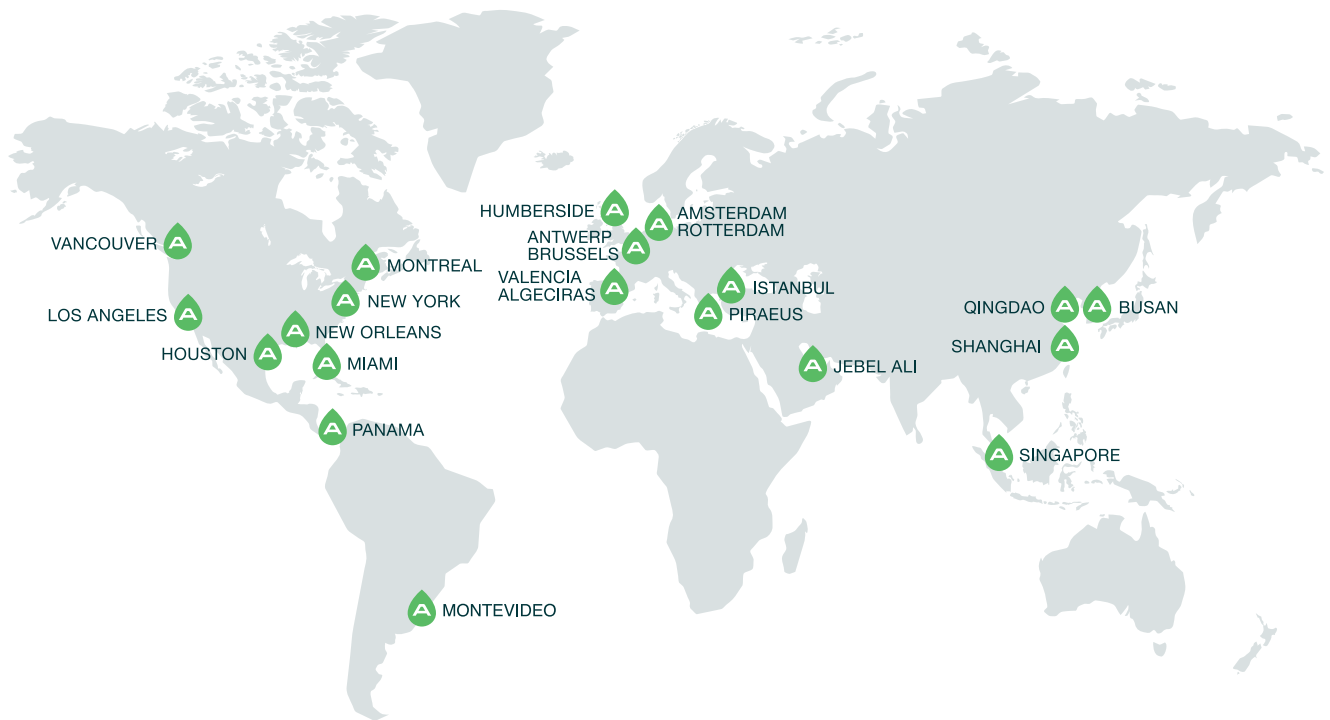 HUMBERSIDE
AMSTERDAM
ROTTERDAM
VANCOUVER
ANTWERP
BRUSSELS
MONTREAL
VALENCIA
ALGECIRAS
ISTANBUL
NEW YORK
LOS ANGELES
PIRAEUS
QINGDAO
BUSAN
NEW ORLEANS
SHANGHAI
HOUSTON
MIAMI
JEBEL ALI
PANAMA
SINGAPORE
MONTEVIDEO